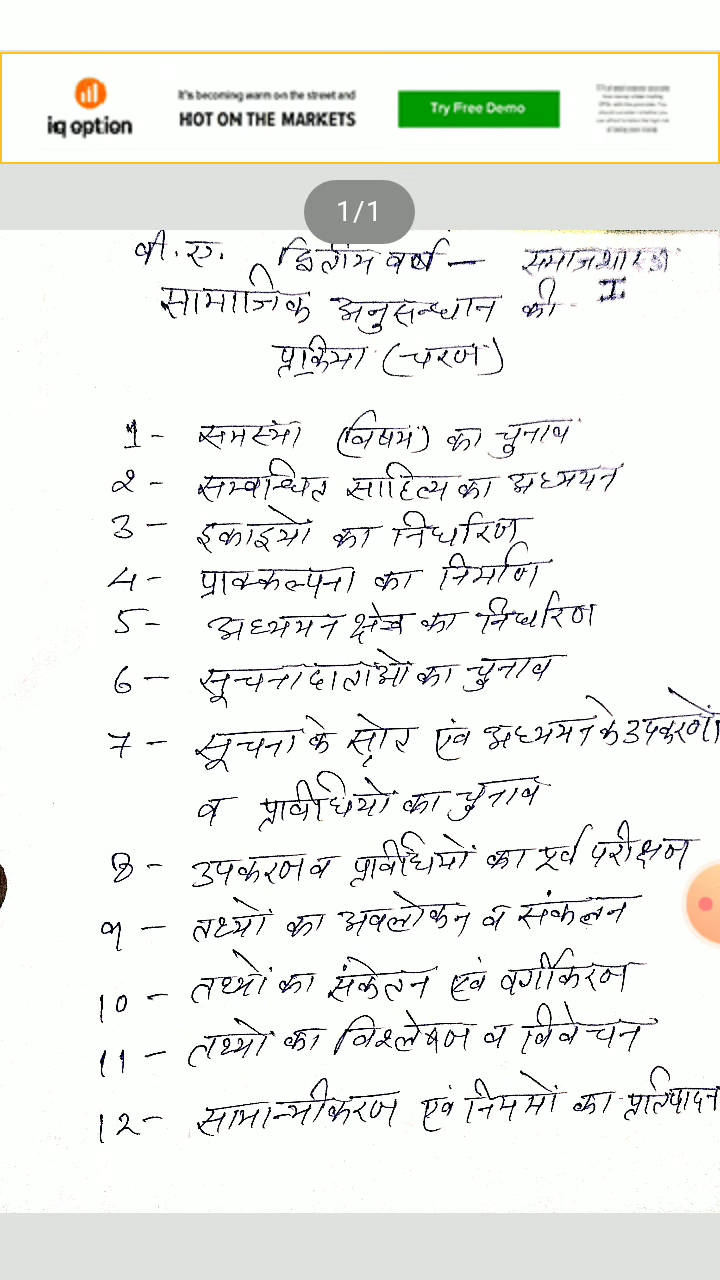 iq option
It's becoming warm on the street and
HOT ON THE MARKETS
Try Free Demo
1/1
बी.ए. द्वितीय वर्ष — समाजशास्त्र
I
सामाजिक अनुसन्धान की
प्रक्रिया (चरण)
1- समस्या (विषय) का चुनाव
2- सम्बन्धित साहित्य का अध्ययन
3- इकाइयों का निर्धारण
4- प्राक्कल्पना का निर्माण
5- अध्ययन क्षेत्र का निर्धारण
6- सूचनादाताओं का चुनाव
7- सूचना के स्रोत एवं अध्ययन के उपकरणों
व प्रविधियों का चुनाव
8- उपकरण व प्रविधियों का पूर्व परीक्षण
९- तथ्यों का अवलोकन व संकलन
10- तथ्यों का संकेतन एवं वर्गीकरण
11- तथ्यों का विश्लेषण व विवेचन
12- सामान्यीकरण एवं नियमों का प्रतिपादन